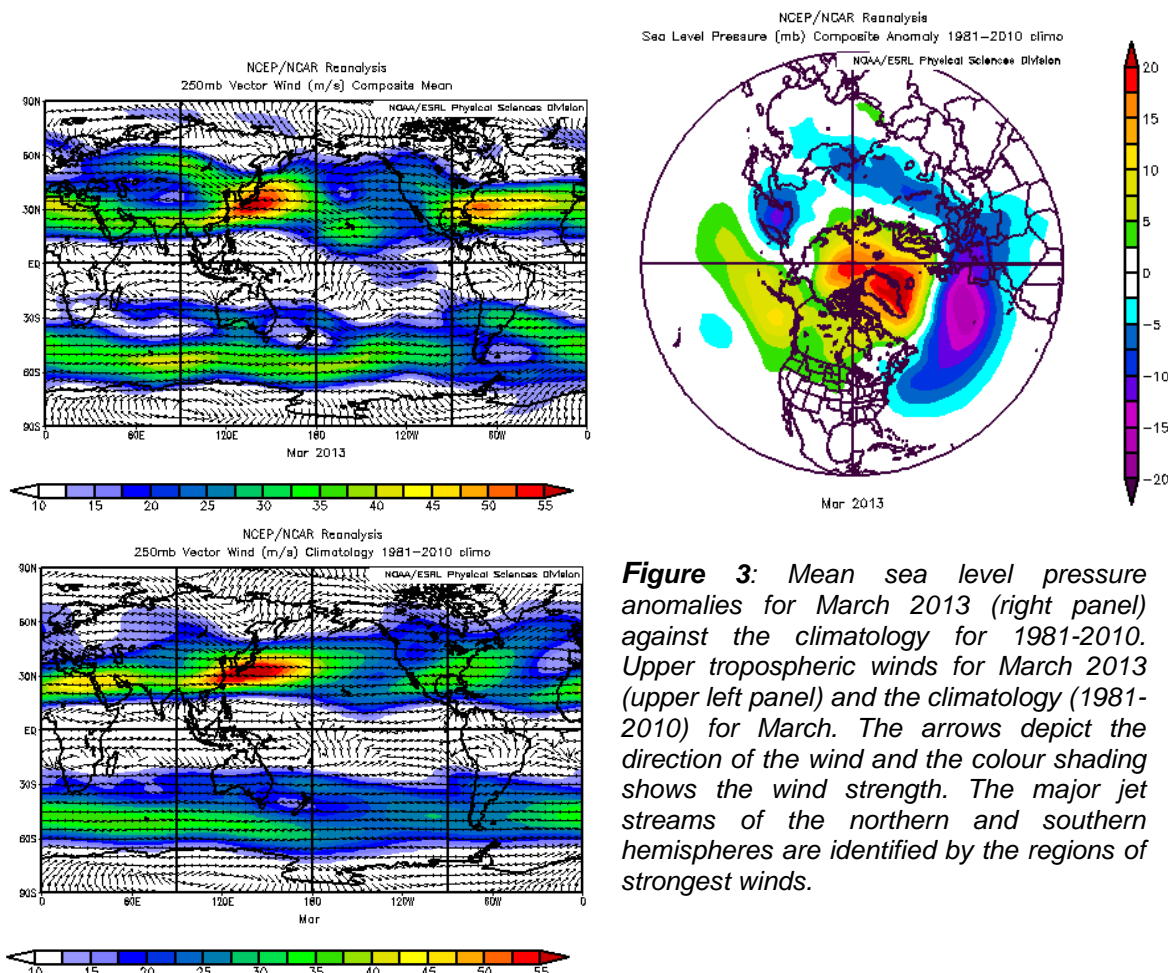 NCEP/NCAR Reanalysis
250mb Vector Wind (m/s) Composite Mean
NOAA/ESRL Physical Sciences Division
90N
60N
30N
EQ
30S
60S
90S
0 60E 120E 180 120W 60W 0
Mar 2013
10 15 20 25 30 35 40 45 50 55
NCEP/NCAR Reanalysis
Sea Level Pressure (mb) Composite Anomaly 1981-2010 climo
NOAA/ESRL Physical Sciences Division
20
15
10
5
0
-5
-10
-15
-20
Mar 2013
NCEP/NCAR Reanalysis
250mb Vector Wind (m/s) Climatology 1981-2010 climo
NOAA/ESRL Physical Sciences Division
90N
60N
30N
EQ
30S
60S
90S
0 60E 120E 180 120W 60W 0
Mar
10 15 20 25 30 35 40 45 50 55
Figure 3: Mean sea level pressure
anomalies for March 2013 (right panel)
against the climatology for 1981-2010.
Upper tropospheric winds for March 2013
(upper left panel) and the climatology (1981-
2010) for March. The arrows depict the
direction of the wind and the colour shading
shows the wind strength. The major jet
streams of the northern and southern
hemispheres are identified by the regions of
strongest winds.